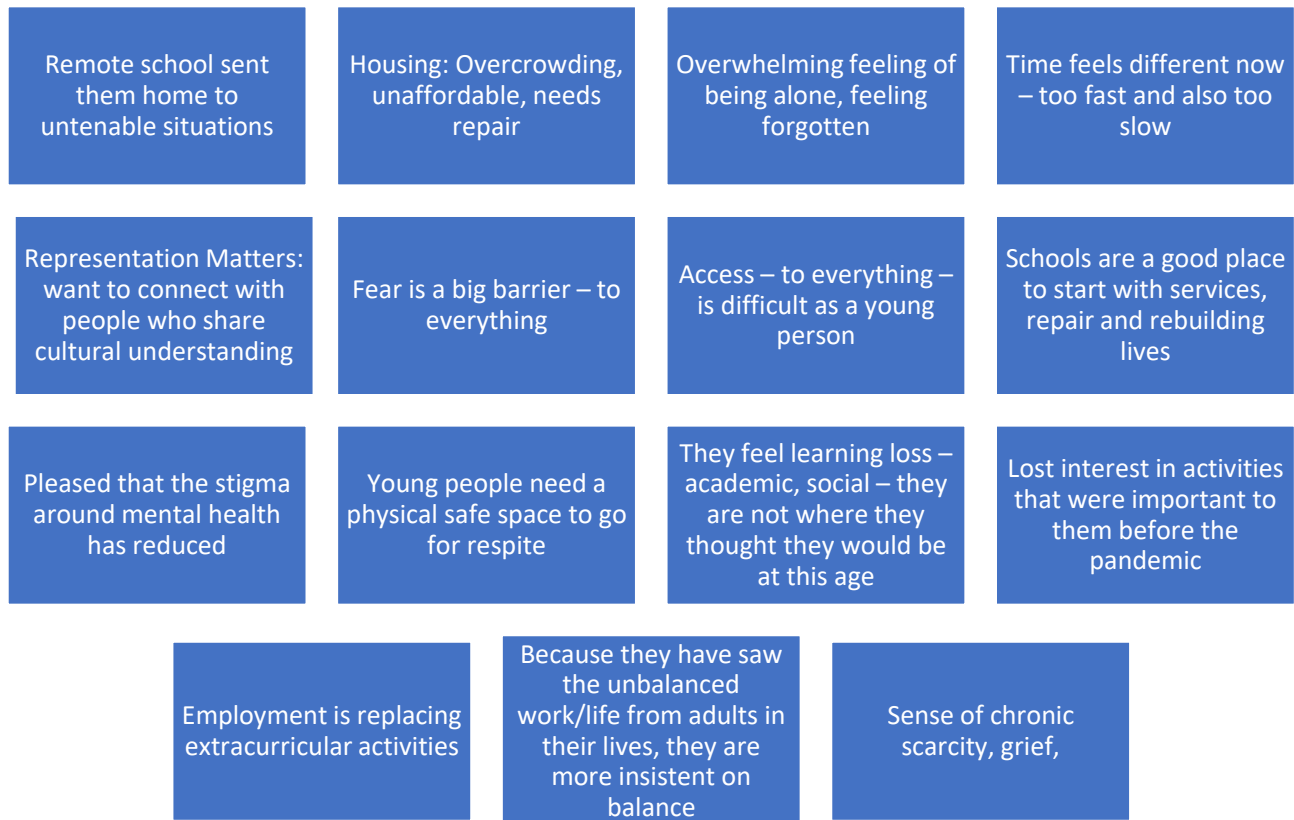 Remote school sent
them home to
untenable situations
Housing: Overcrowding,
unaffordable, needs
repair
Overwhelming feeling of
being alone, feeling
forgotten
Time feels different now
– too fast and also too
slow
Representation Matters:
want to connect with
people who share
cultural understanding
Fear is a big barrier – to
everything
Access – to everything –
is difficult as a young
person
Schools are a good place
to start with services,
repair and rebuilding
lives
Pleased that the stigma
around mental health
has reduced
Young people need a
physical safe space to go
for respite
They feel learning loss –
academic, social – they
are not where they
thought they would be
at this age
Lost interest in activities
that were important to
them before the
pandemic
Employment is replacing
extracurricular activities
Because they have saw
the unbalanced
work/life from adults in
their lives, they are
more insistent on
balance
Sense of chronic
scarcity, grief,